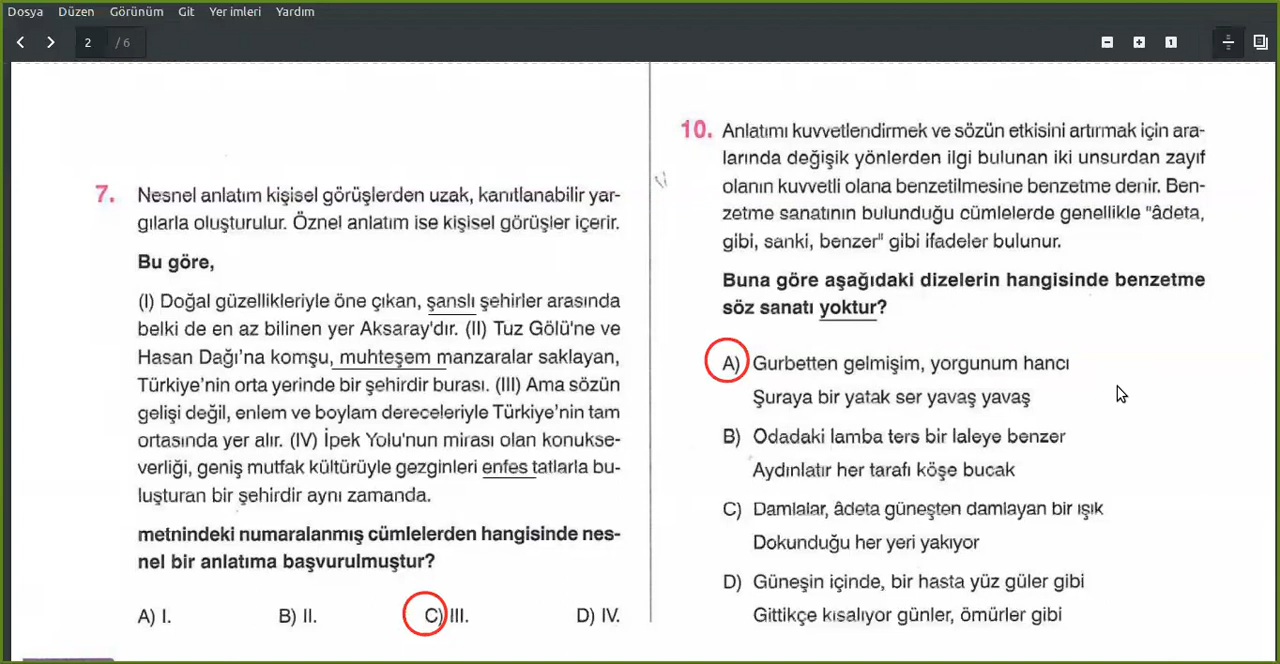 Dosya Düzen Görünüm Git Yer imleri Yardım
2 / 6
7. Nesnel anlatım kişisel görüşlerden uzak, kanıtlanabilir yar-
gılarla oluşturulur. Öznel anlatım ise kişisel görüşler içerir.
Bu göre,
(I) Doğal güzellikleriyle öne çıkan, şanslı şehirler arasında
belki de en az bilinen yer Aksaray'dır. (II) Tuz Gölü'ne ve
Hasan Dağı'na komşu, muhteşem manzaralar saklayan,
Türkiye'nin orta yerinde bir şehirdir burası. (III) Ama sözün
gelişi değil, enlem ve boylam dereceleriyle Türkiye'nin tam
ortasında yer alır. (IV) İpek Yolu'nun mirası olan konukse-
verliği, geniş mutfak kültürüyle gezginleri enfes tatlarla bu-
luşturan bir şehirdir aynı zamanda.
metnindeki numaralanmış cümlelerden hangisinde nes-
nel bir anlatıma başvurulmuştur?
A) I. B) II. C) III. D) IV.
10. Anlatımı kuvvetlendirmek ve sözün etkisini artırmak için ara-
larında değişik yönlerden ilgi bulunan iki unsurdan zayıf
olanın kuvvetli olana benzetilmesine benzetme denir. Ben-
zetme sanatının bulunduğu cümlelerde genellikle "âdeta,
gibi, sanki, benzer" gibi ifadeler bulunur.
Buna göre aşağıdaki dizelerin hangisinde benzetme
söz sanatı yoktur?
A) Gurbetten gelmişim, yorgunum hancı
Şuraya bir yatak ser yavaş yavaş
B) Odadaki lamba ters bir laleye benzer
Aydınlatır her tarafı köşe bucak
C) Damlalar, âdeta güneşten damlayan bir ışık
Dokunduğu her yeri yakıyor
D) Güneşin içinde, bir hasta yüz güler gibi
Gittikçe kısalıyor günler, ömürler gibi